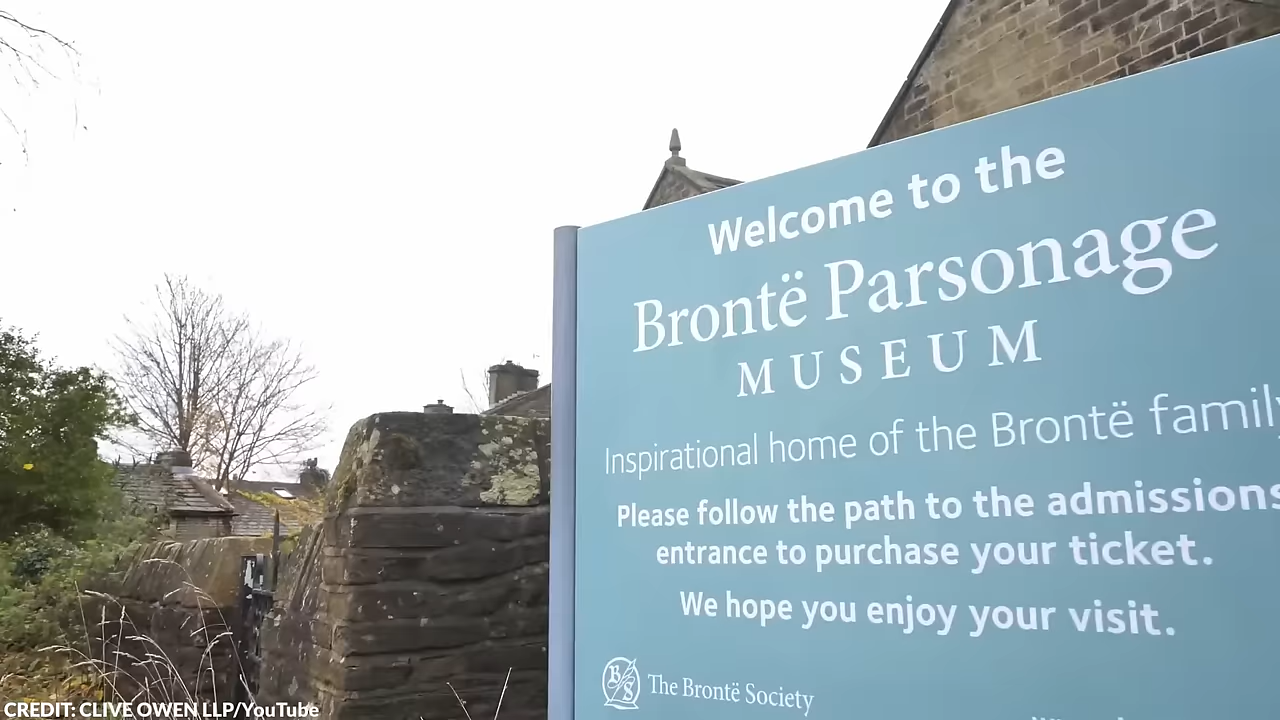 Welcome to the
Brontë Parsonage
MUSEUM
Inspirational home of the Brontë family
Please follow the path to the admissions
entrance to purchase your ticket.
We hope you enjoy your visit.
B S The Brontë Society
CREDIT: CLIVE OWEN LLP/YouTube